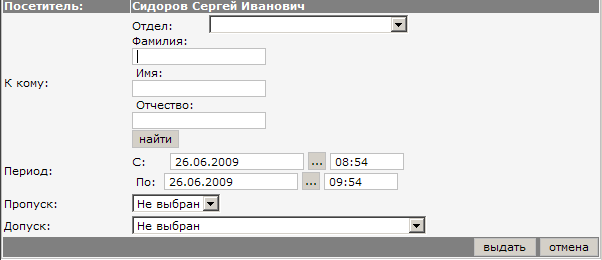 Посетитель: Сидоров Сергей Иванович
Отдел:
Фамилия:
К кому:
Имя:
Отчество:
найти
Период:
С: 26.06.2009 ... 08:54
По: 26.06.2009 ... 09:54
Пропуск: Не выбран
Допуск: Не выбран
выдать отмена